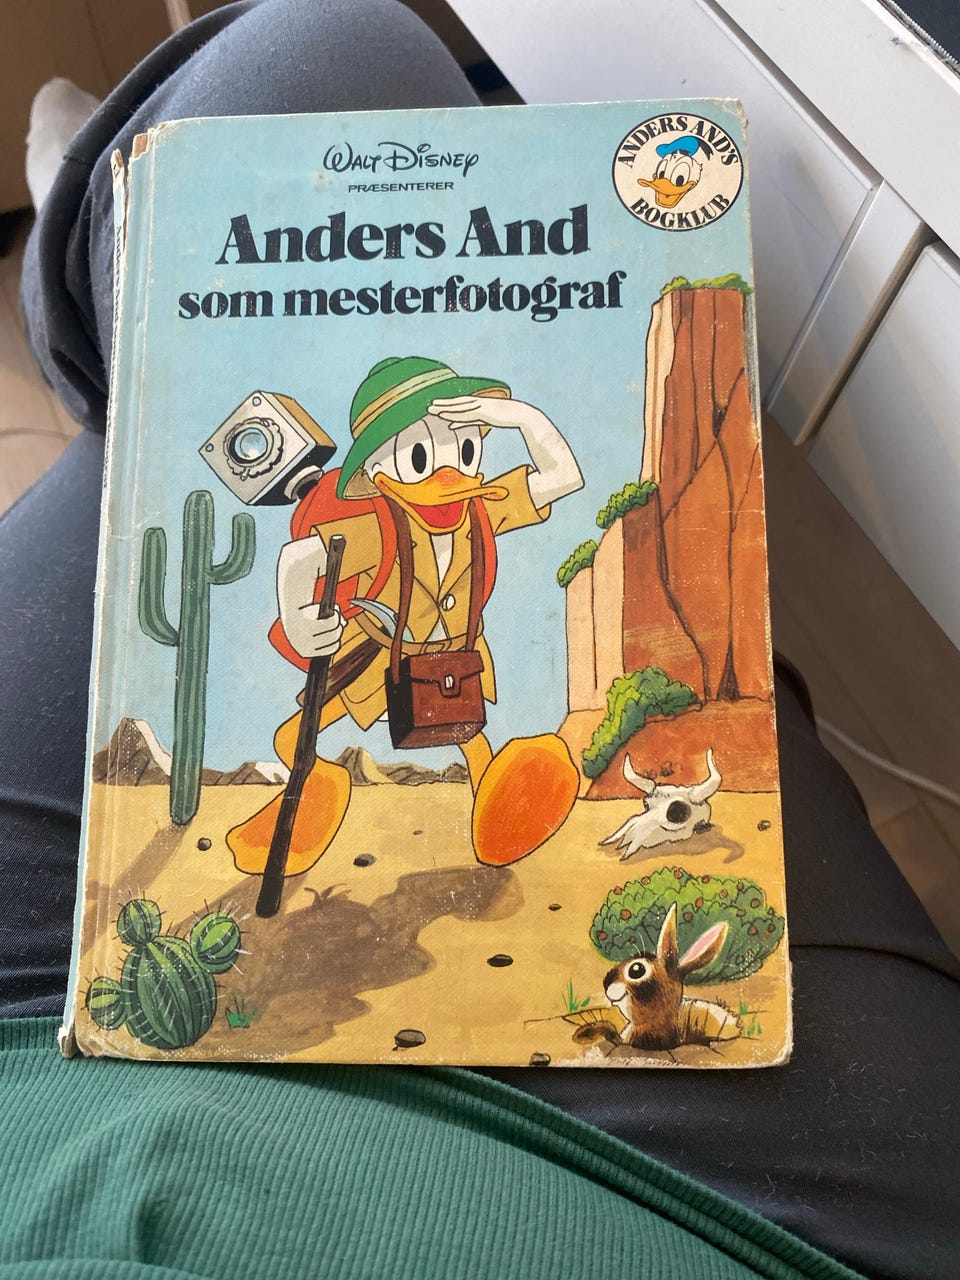 Walt Disney
PRÆSENTERER
Anders And
som mesterfotograf
ANDERS AND'S
BOGKLUB